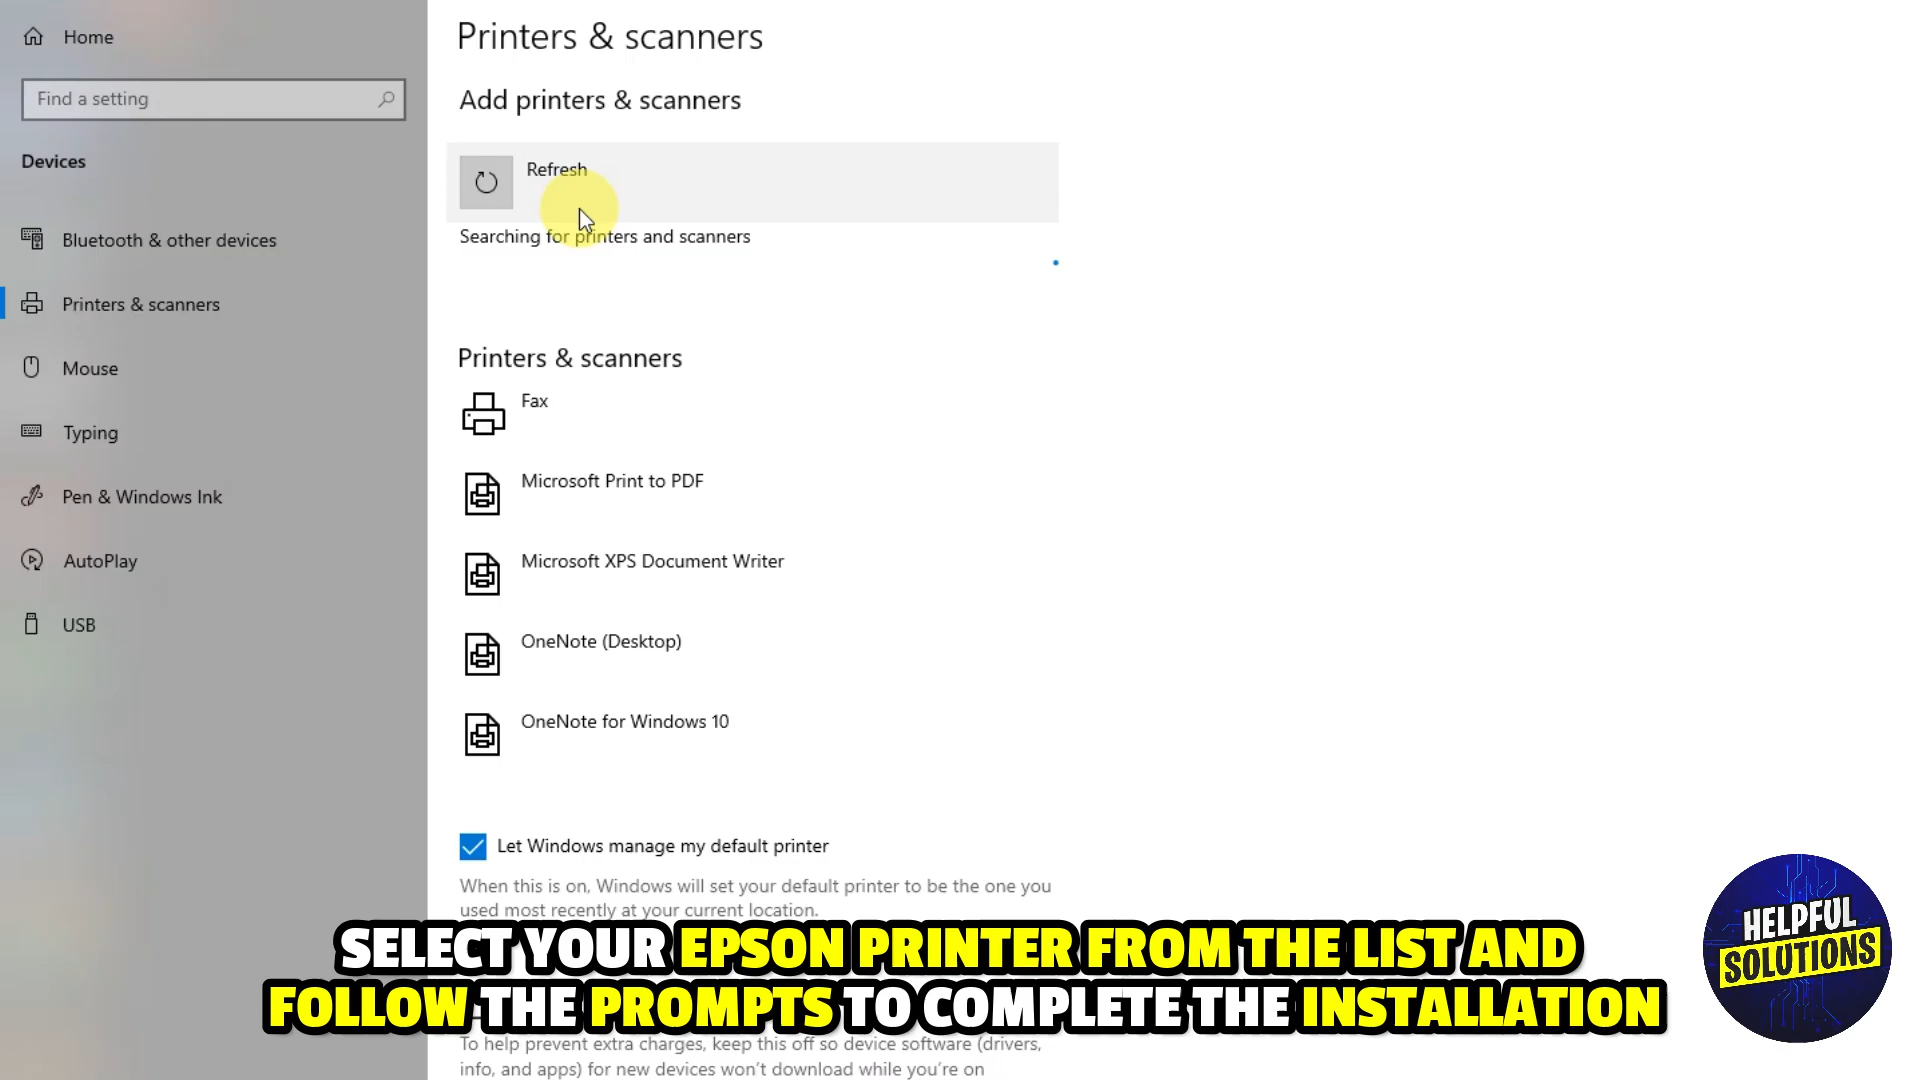 Home
Find a setting
Devices
Bluetooth & other devices
Printers & scanners
Mouse
Typing
Pen & Windows Ink
AutoPlay
USB
Printers & scanners
Add printers & scanners
Refresh
Searching for printers and scanners
Printers & scanners
Fax
Microsoft Print to PDF
Microsoft XPS Document Writer
OneNote (Desktop)
OneNote for Windows 10
Let Windows manage my default printer
When this is on, Windows will set your default printer to be the one you
used most recently at your current location.
SELECT YOUR EPSON PRINTER FROM THE LIST AND
FOLLOW THE PROMPTS TO COMPLETE THE INSTALLATION
To help prevent extra charges, keep this off so device software (drivers,
info, and apps) for new devices won't download while you're on
HELPFUL
SOLUTIONS